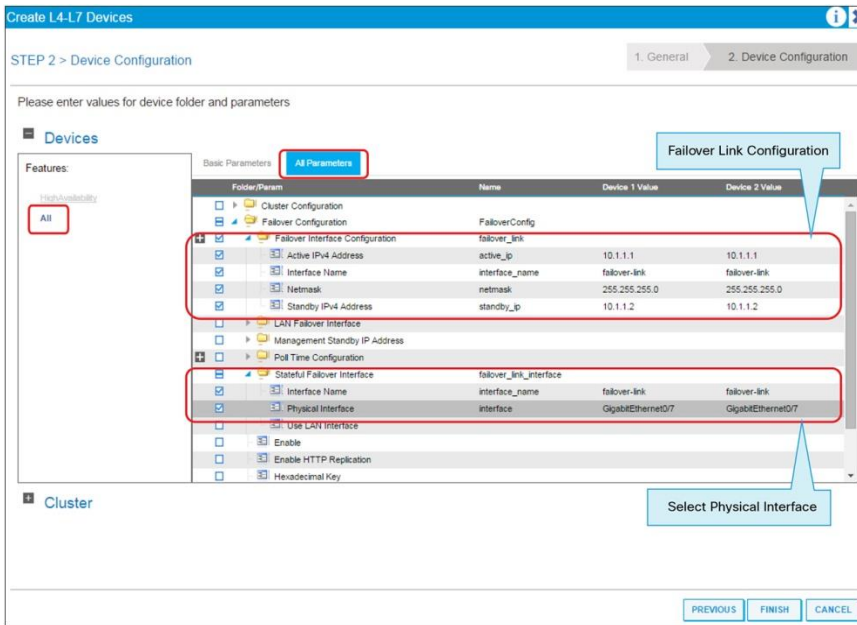 Create L4-L7 Devices
STEP 2 > Device Configuration
1. General
2. Device Configuration
Please enter values for device folder and parameters
Devices
Failover Link Configuration
Features:
HighAvailability
All
Basic Parameters
All Parameters
Folder/Param Name Device 1 Value Device 2 Value
Cluster Configuration
Failover Configuration FailoverConfig
Failover Interface Configuration failover_link
Active IPv4 Address active_ip 10.1.1.1 10.1.1.1
Interface Name interface_name failover-link failover-link
Netmask netmask 255.255.255.0 255.255.255.0
Standby IPv4 Address standby_ip 10.1.1.2 10.1.1.2
LAN Failover Interface
Management Standby IP Address
Poll Time Configuration
Stateful Failover Interface failover_link_interface
Interface Name interface_name failover-link failover-link
Physical Interface interface GigabitEthernet0/7 GigabitEthernet0/7
Use LAN Interface
Enable
Enable HTTP Replication
Hexadecimal Key
Cluster
Select Physical Interface
PREVIOUS
FINISH
CANCEL